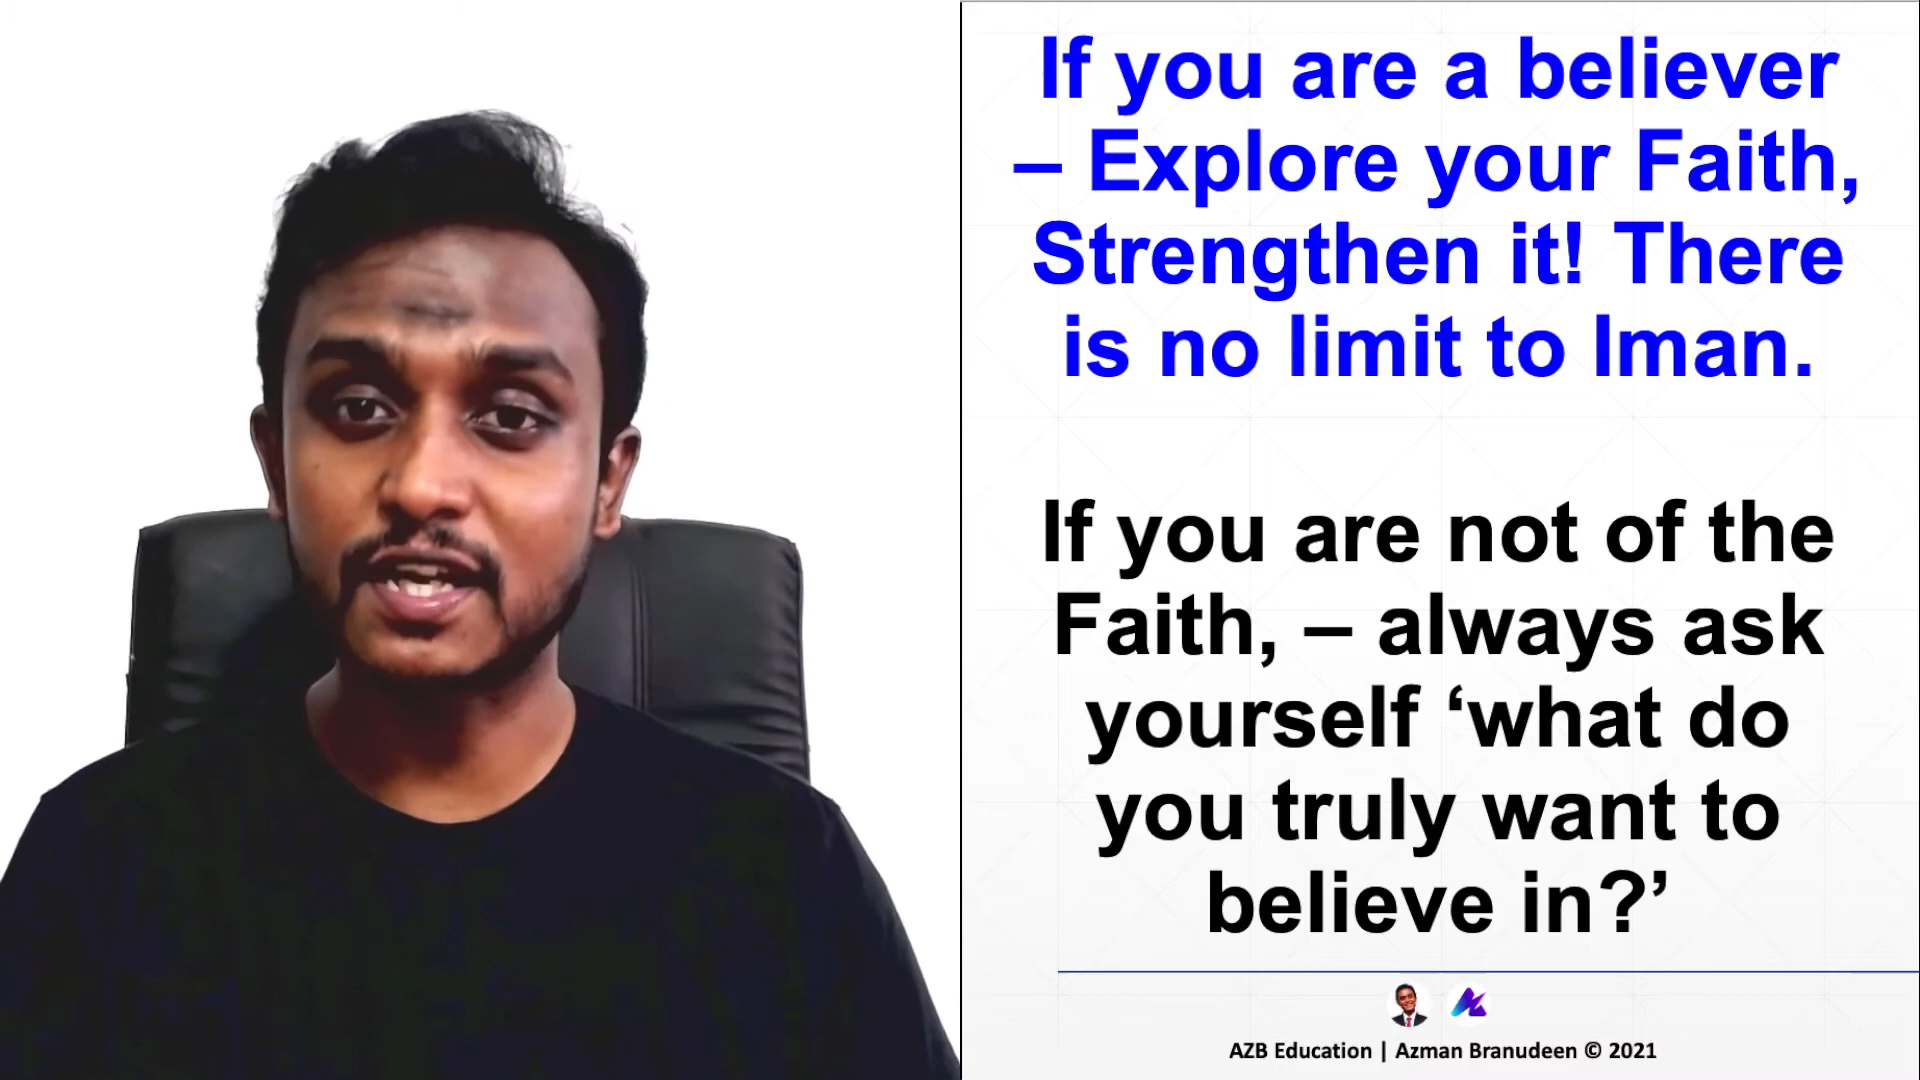 If you are a believer
– Explore your Faith,
Strengthen it! There
is no limit to Iman.
If you are not of the
Faith, – always ask
yourself ‘what do
you truly want to
believe in?’
AZB Education | Azman Branudeen © 2021